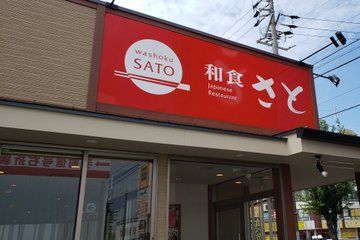 washoku
SATO
和食
Japanese
Restaurant
さと